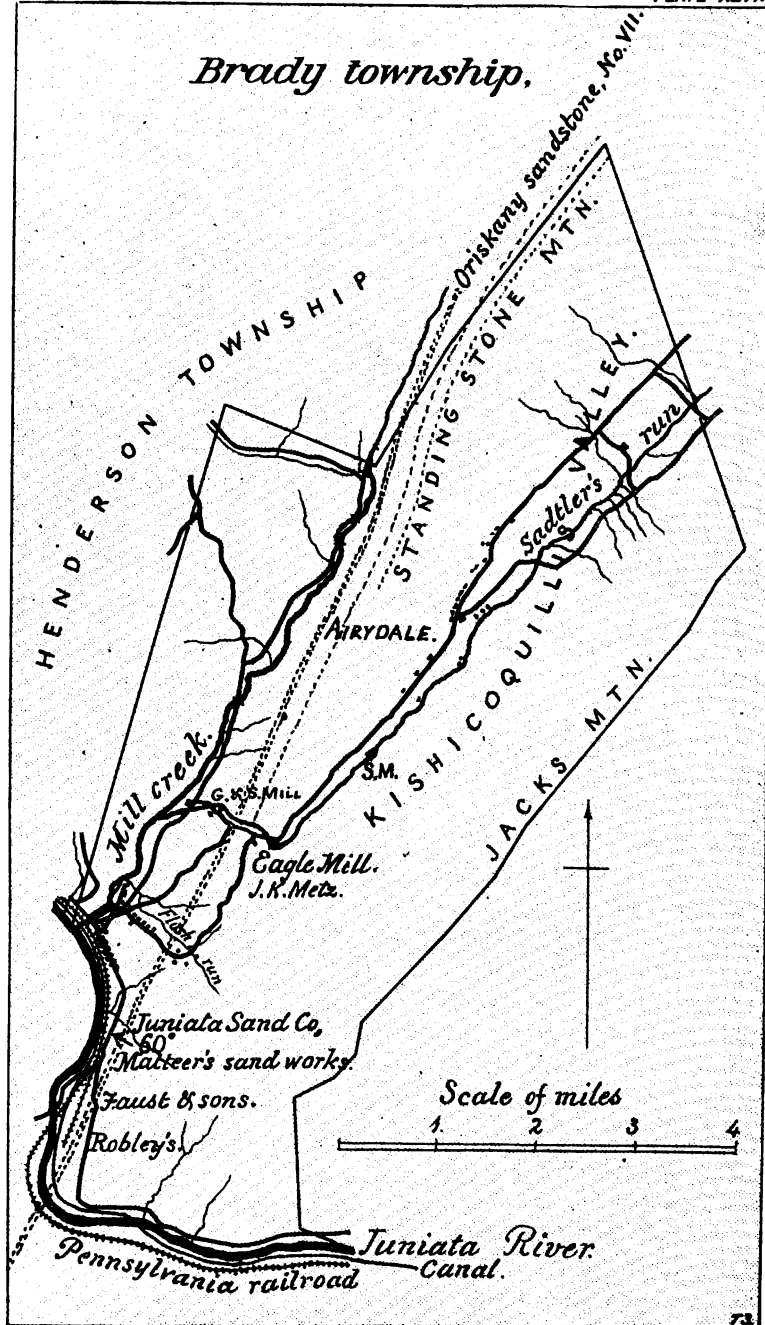 Brady township,
Oriskany sandstone, No. VII.
HENDERSON TOWNSHIP
STANDING STONE MTN.
KISHICOQUILLIS VALLEY.
Sadtler's run
AIRYDALE.
JACKS MTN.
Mill creek.
S.M.
G. & S. MILL
Eagle Mill.
J.K. Metz.
Flush run
Juniata Sand Co,
60°
Matteer's sand works.
Faust & sons.
Robley's.
Scale of miles
1 2 3 4
Juniata River.
Canal.
Pennsylvania railroad
73.